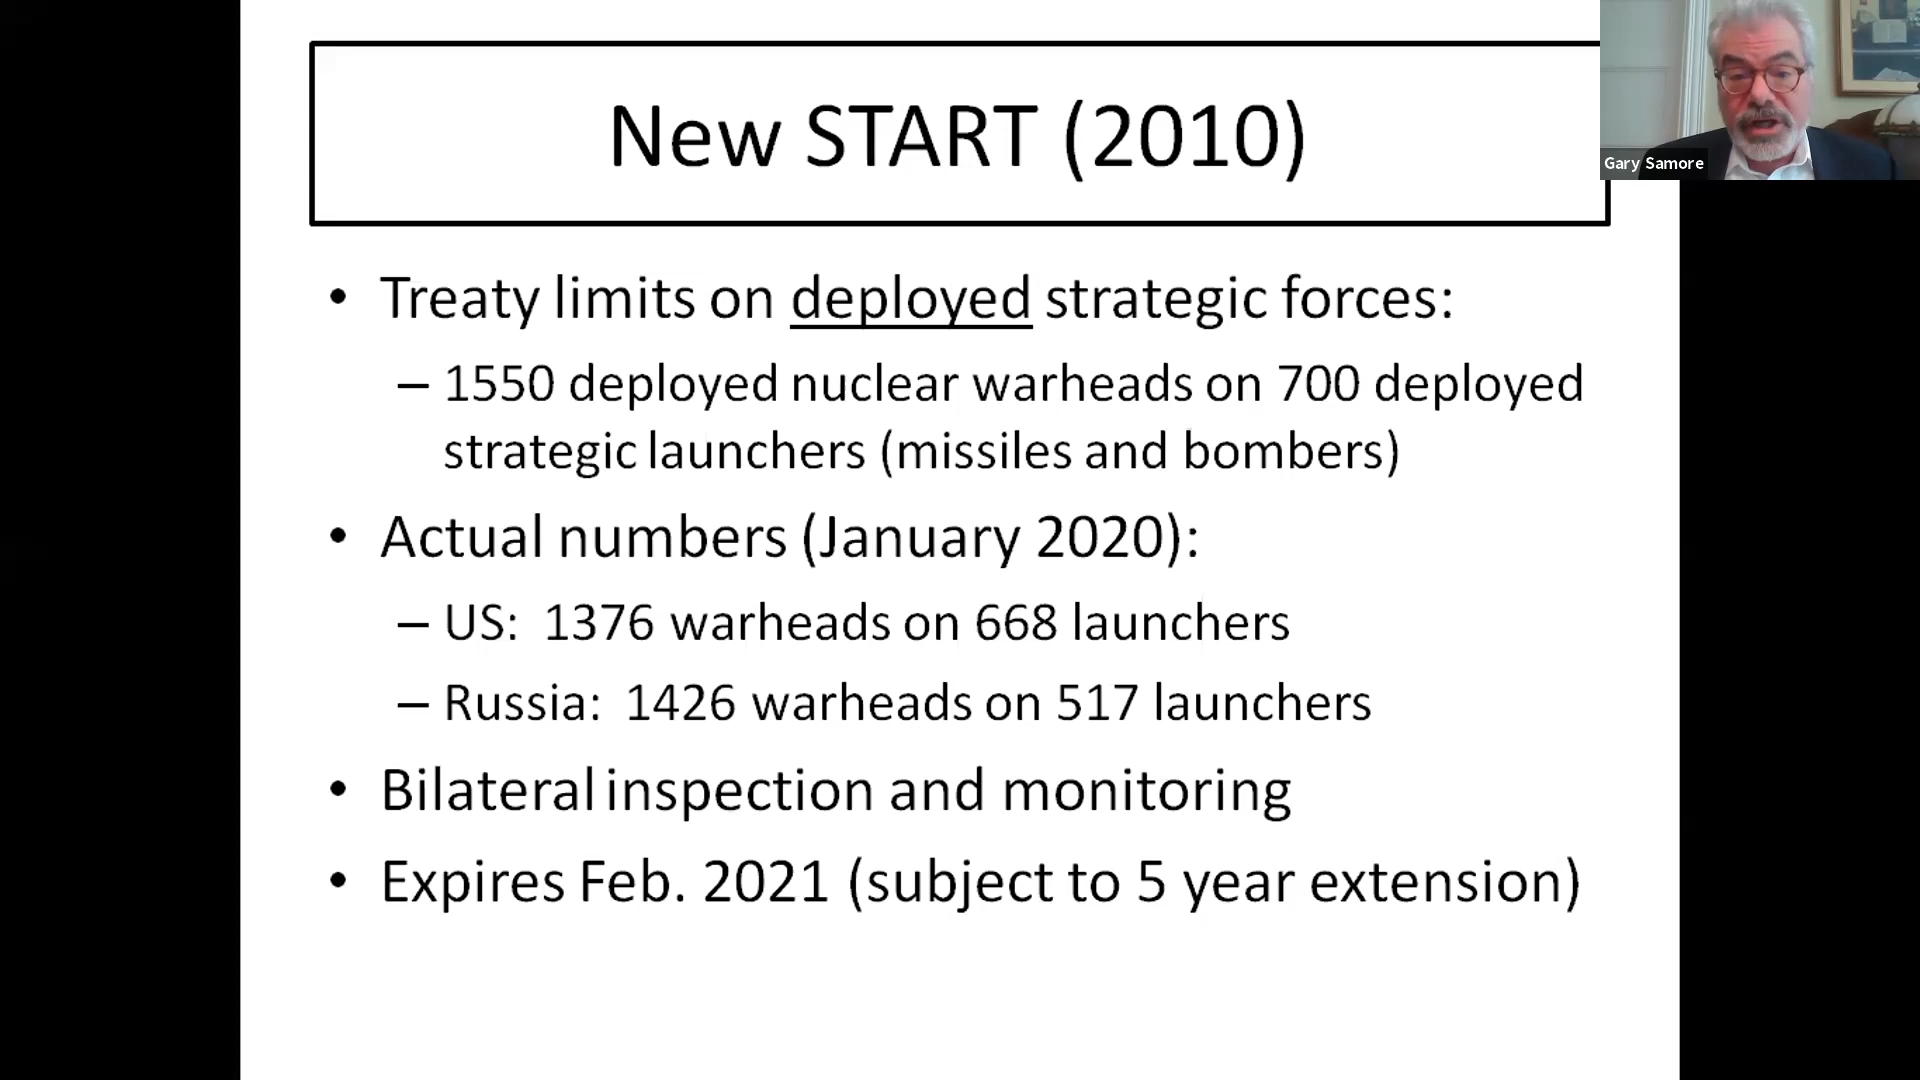 New START (2010)
Gary Samore
• Treaty limits on deployed strategic forces:
– 1550 deployed nuclear warheads on 700 deployed
strategic launchers (missiles and bombers)
• Actual numbers (January 2020):
– US:  1376 warheads on 668 launchers
– Russia:  1426 warheads on 517 launchers
• Bilateral inspection and monitoring
• Expires Feb. 2021 (subject to 5 year extension)